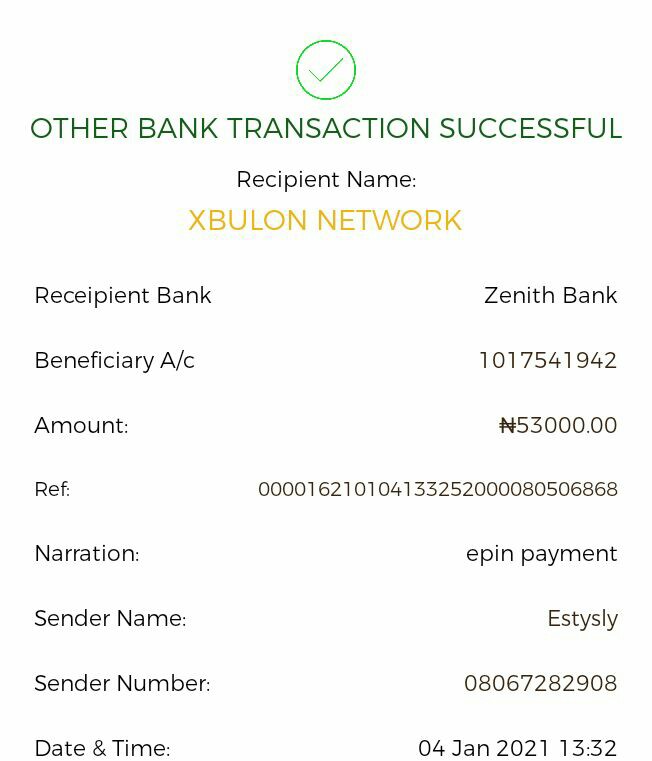 OTHER BANK TRANSACTION SUCCESSFUL
Recipient Name:
XBULON NETWORK
Receipient Bank Zenith Bank
Beneficiary A/c 1017541942
Amount: ₦53000.00
Ref: 000016210104133252000080506868
Narration: epin payment
Sender Name: Estysly
Sender Number: 08067282908
Date & Time: 04 Jan 2021 13:32